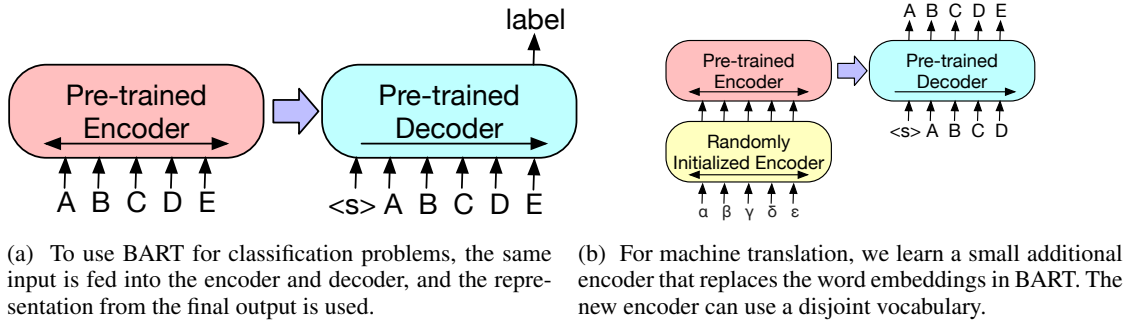 label
Pre-trained
Encoder
Pre-trained
Decoder
A B C D E
<s> A B C D E
(a) To use BART for classification problems, the same
input is fed into the encoder and decoder, and the repre-
sentation from the final output is used.
A B C D E
Pre-trained
Encoder
Pre-trained
Decoder
<s> A B C D
Randomly
Initialized Encoder
α β γ δ ε
(b) For machine translation, we learn a small additional
encoder that replaces the word embeddings in BART. The
new encoder can use a disjoint vocabulary.